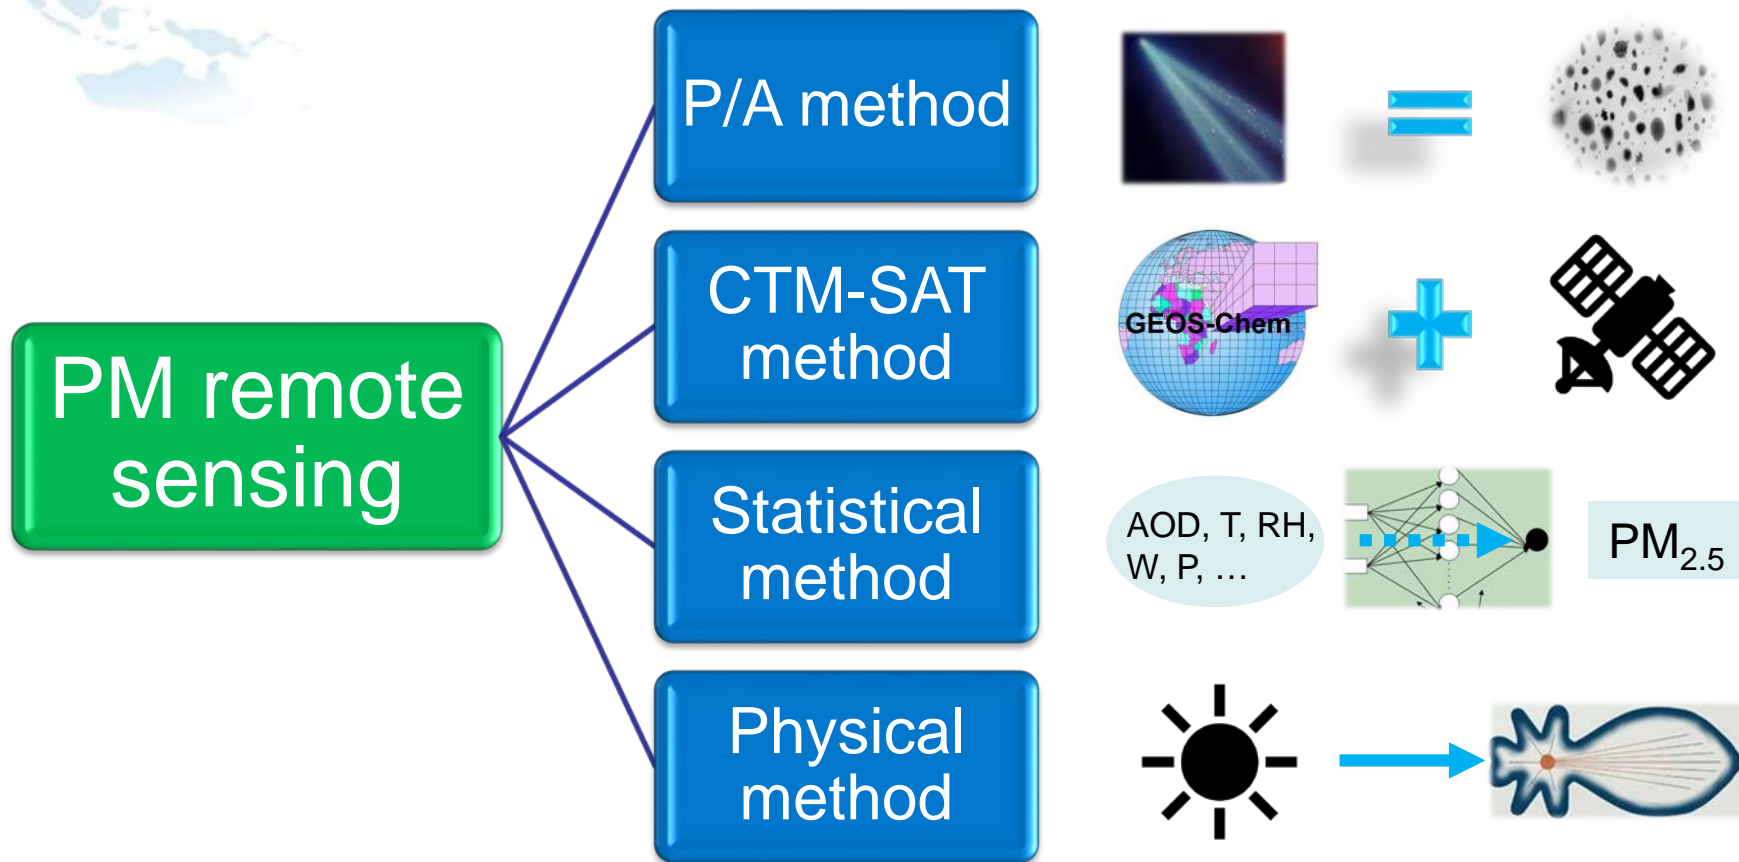 P/A method
CTM-SAT
method
GEOS-Chem
PM remote
sensing
Statistical
method
AOD, T, RH,
W, P, …
PM2.5
Physical
method